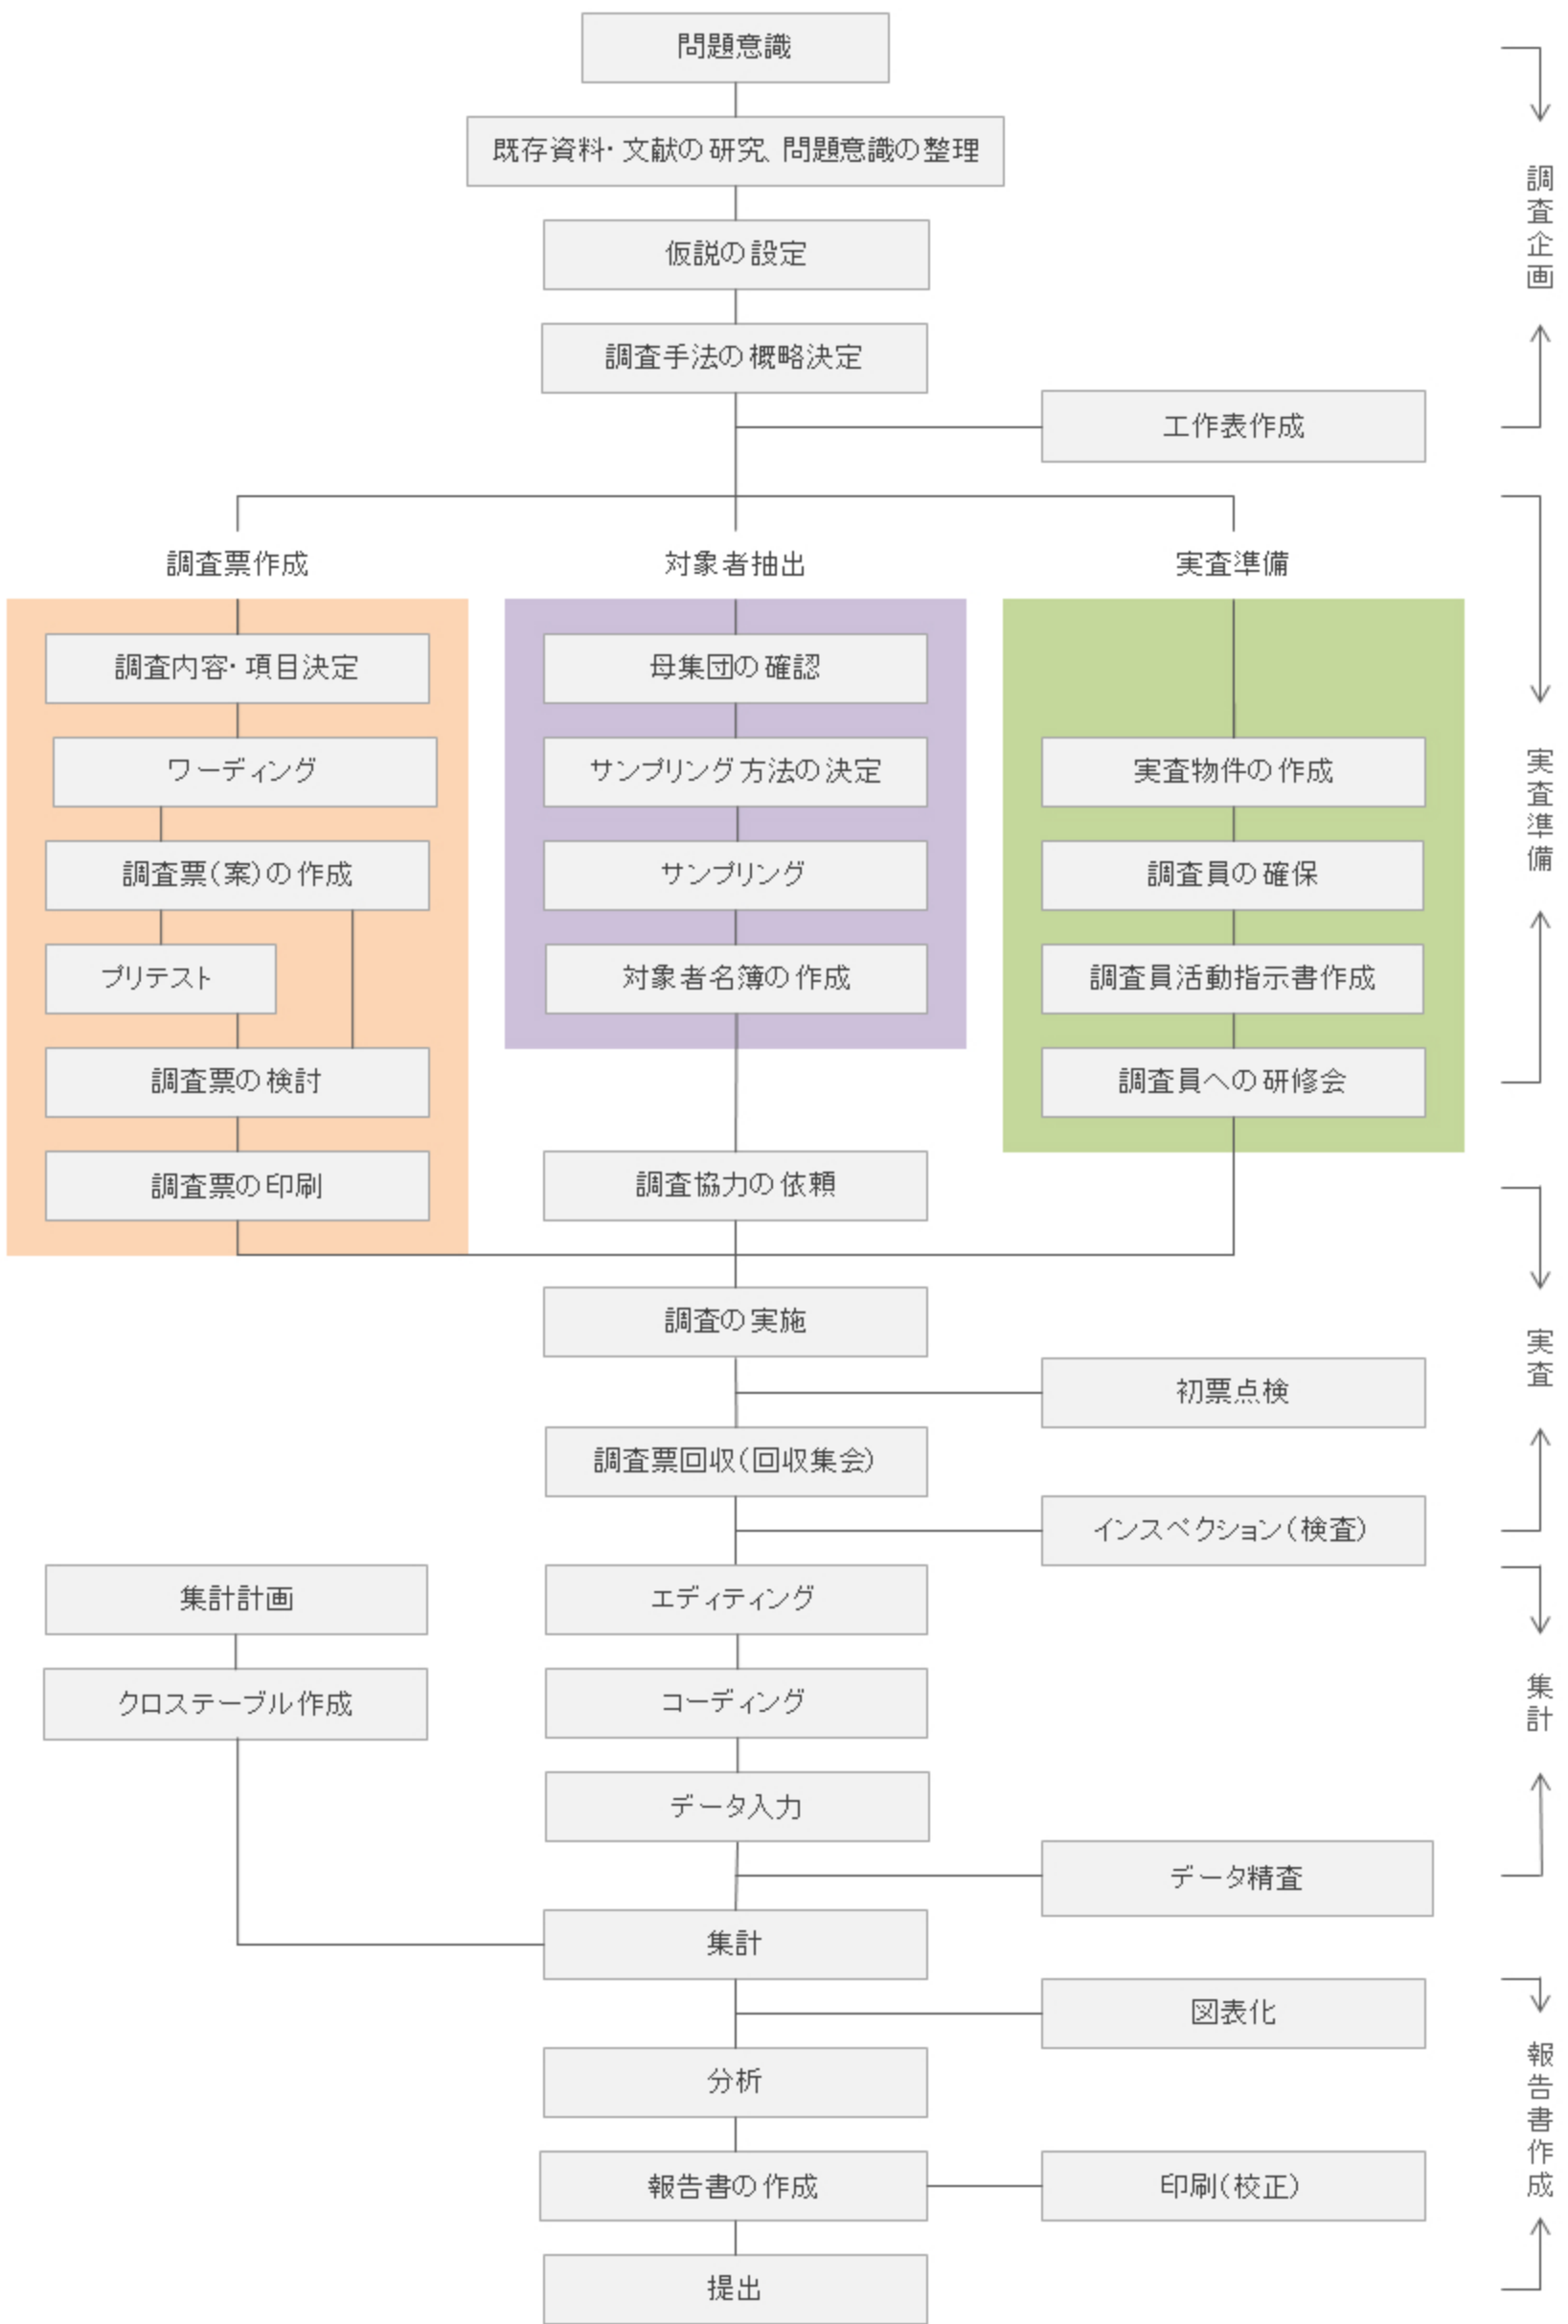 問題意識
既存資料・文献の研究、問題意識の整理
仮説の設定
調査手法の概略決定
工作表作成
調査企画
調査票作成
調査内容・項目決定
ワーディング
調査票(案)の作成
プリテスト
調査票の検討
調査票の印刷
対象者抽出
母集団の確認
サンプリング方法の決定
サンプリング
対象者名簿の作成
調査協力の依頼
実査準備
実査物件の作成
調査員の確保
調査員活動指示書作成
調査員への研修会
実査準備
調査の実施
初票点検
調査票回収(回収集会)
インスペクション(検査)
実査
集計計画
クロステーブル作成
エディティング
コーディング
データ入力
データ精査
集計
集計
図表化
分析
報告書の作成
印刷(校正)
提出
報告書作成